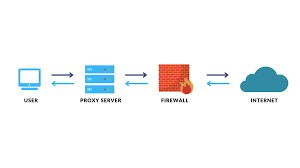 USER
PROXY SERVER
FIREWALL
INTERNET